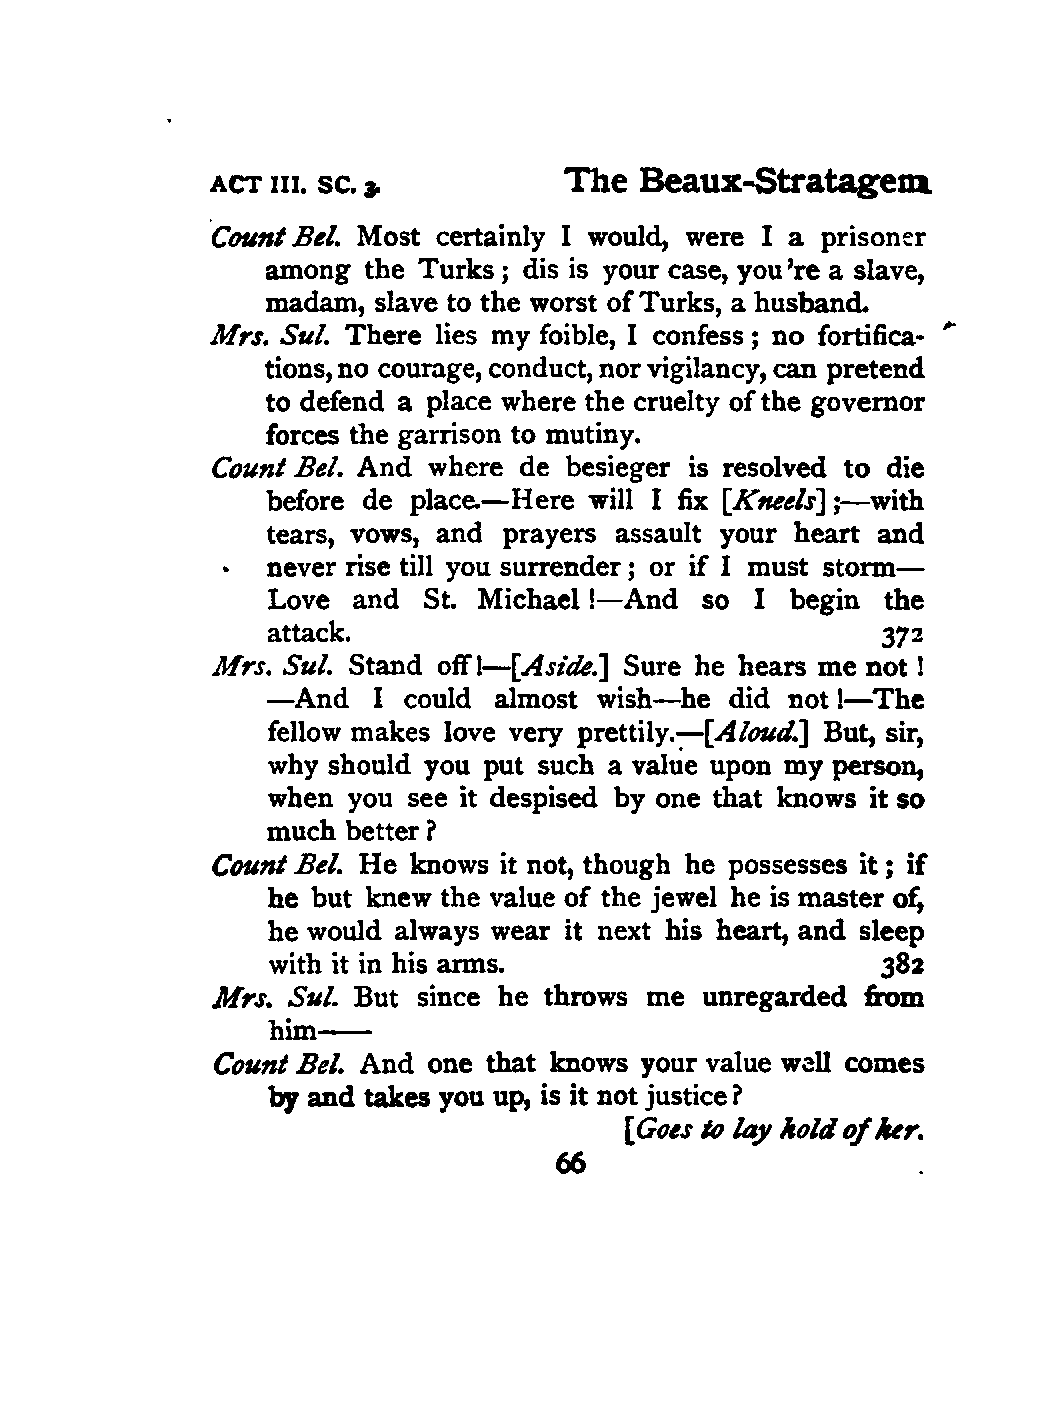 ACT III. SC. 3. The Beaux-Stratagem
Count Bel. Most certainly I would, were I a prisoner
among the Turks; dis is your case, you're a slave,
madam, slave to the worst of Turks, a husband.
Mrs. Sul. There lies my foible, I confess; no fortifica-
tions, no courage, conduct, nor vigilancy, can pretend
to defend a place where the cruelty of the governor
forces the garrison to mutiny.
Count Bel. And where de besieger is resolved to die
before de place.—Here will I fix [Kneels];—with
tears, vows, and prayers assault your heart and
never rise till you surrender; or if I must storm—
Love and St. Michael!—And so I begin the
attack. 372
Mrs. Sul. Stand off!—[Aside.] Sure he hears me not!
—And I could almost wish—he did not!—The
fellow makes love very prettily.—[Aloud.] But, sir,
why should you put such a value upon my person,
when you see it despised by one that knows it so
much better?
Count Bel. He knows it not, though he possesses it; if
he but knew the value of the jewel he is master of,
he would always wear it next his heart, and sleep
with it in his arms. 382
Mrs. Sul. But since he throws me unregarded from
him——
Count Bel. And one that knows your value well comes
by and takes you up, is it not justice?
[Goes to lay hold of her.
66